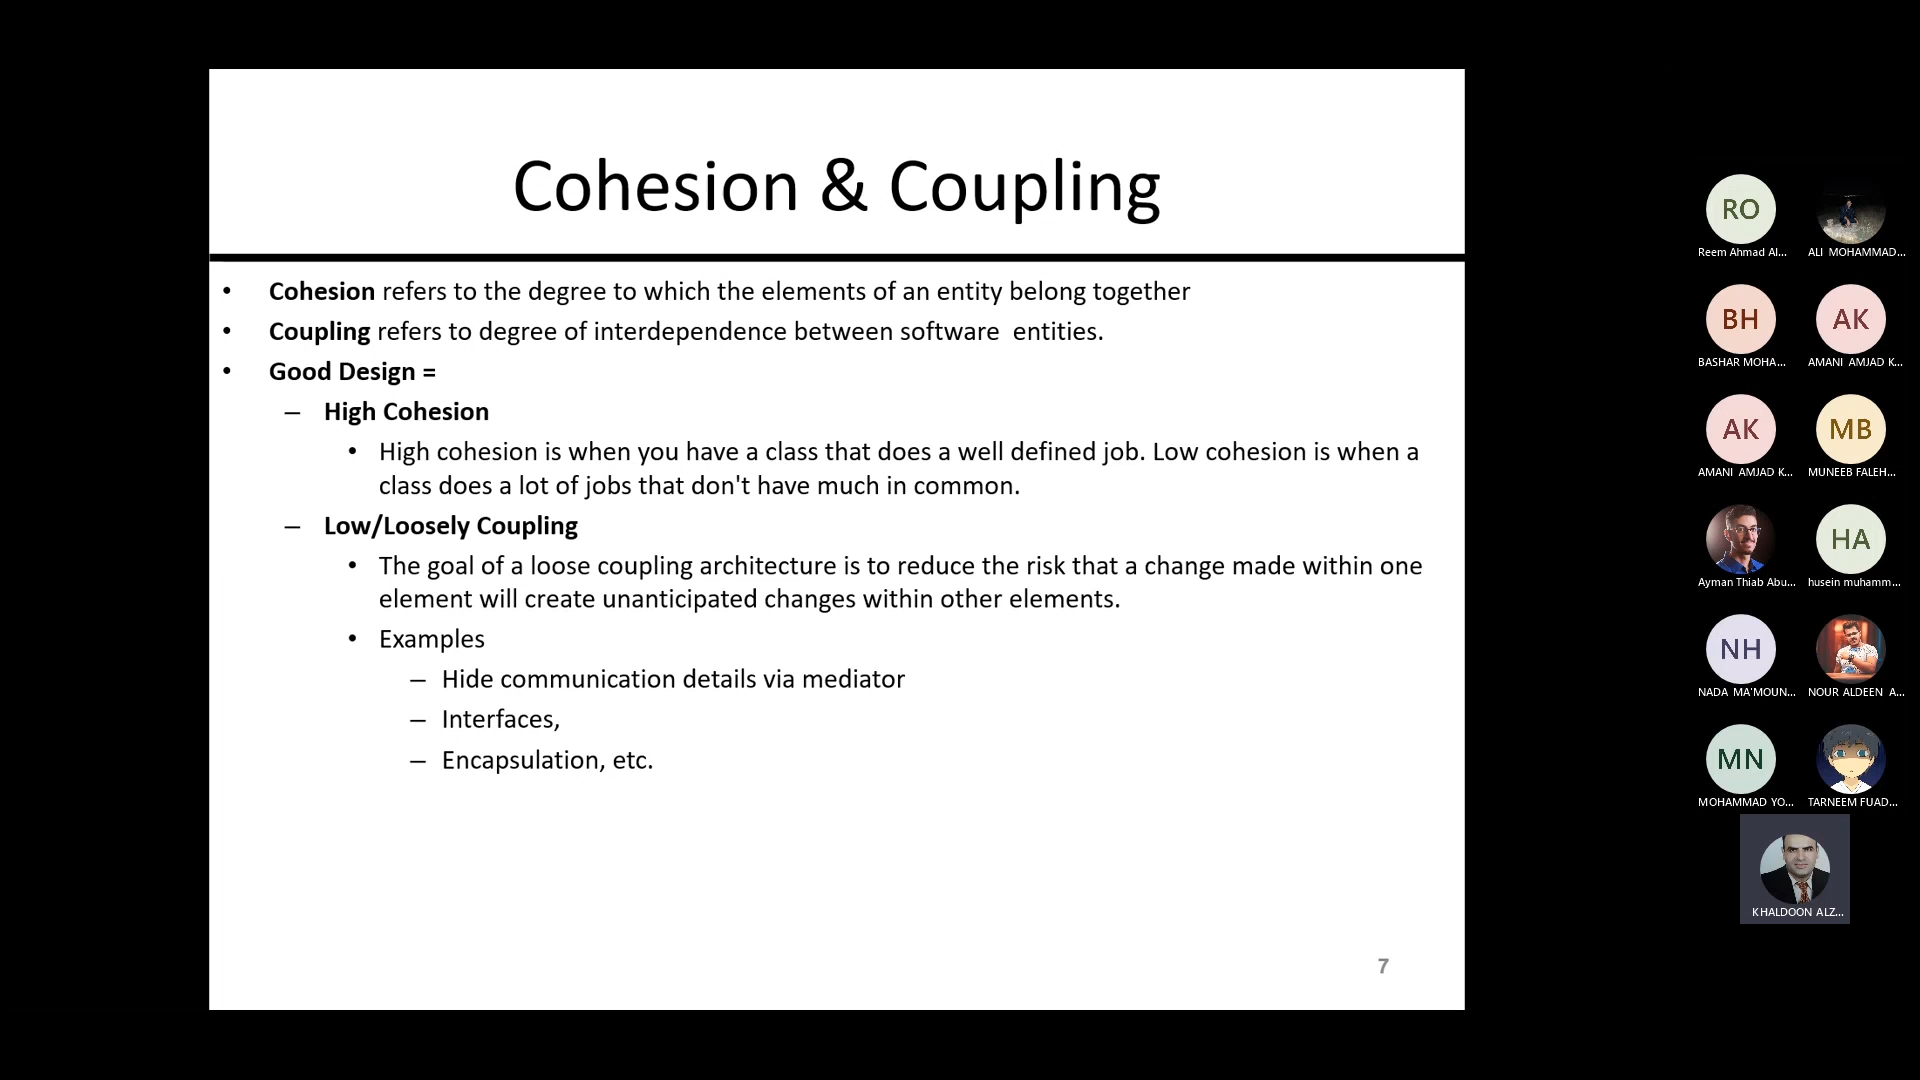 Cohesion & Coupling
• Cohesion refers to the degree to which the elements of an entity belong together
• Coupling refers to degree of interdependence between software entities.
• Good Design =
– High Cohesion
• High cohesion is when you have a class that does a well defined job. Low cohesion is when a
class does a lot of jobs that don't have much in common.
– Low/Loosely Coupling
• The goal of a loose coupling architecture is to reduce the risk that a change made within one
element will create unanticipated changes within other elements.
• Examples
– Hide communication details via mediator
– Interfaces,
– Encapsulation, etc.
7
RO
Reem Ahmad Al...
ALI MOHAMMAD...
BH
BASHAR MOHA...
AK
AMANI AMJAD K...
AK
AMANI AMJAD K...
MB
MUNEEB FALEH...
Ayman Thiab Abu...
HA
husein muhamm...
NH
NADA MA'MOUN...
NOUR ALDEEN A...
MN
MOHAMMAD YO...
TARNEEM FUAD...
KHALDOON ALZ...